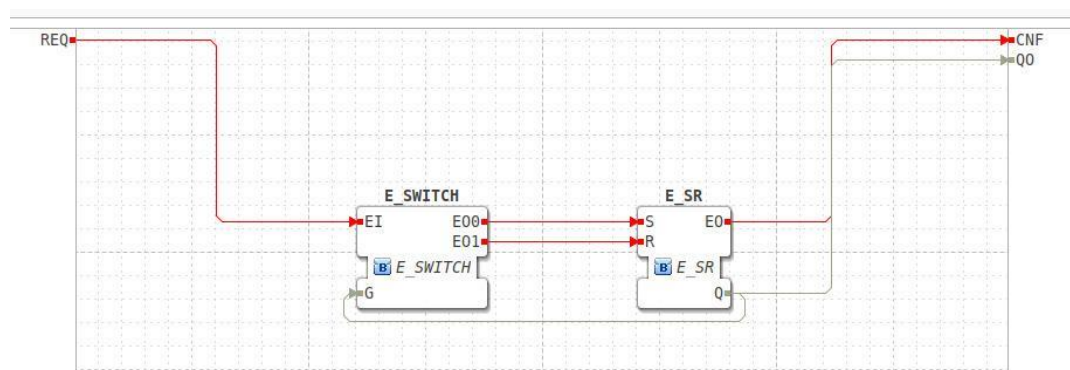 REQ
CNF
QO
E_SWITCH
EI
EO0
EO1
E_SWITCH
G
E_SR
S
EO
R
E_SR
Q